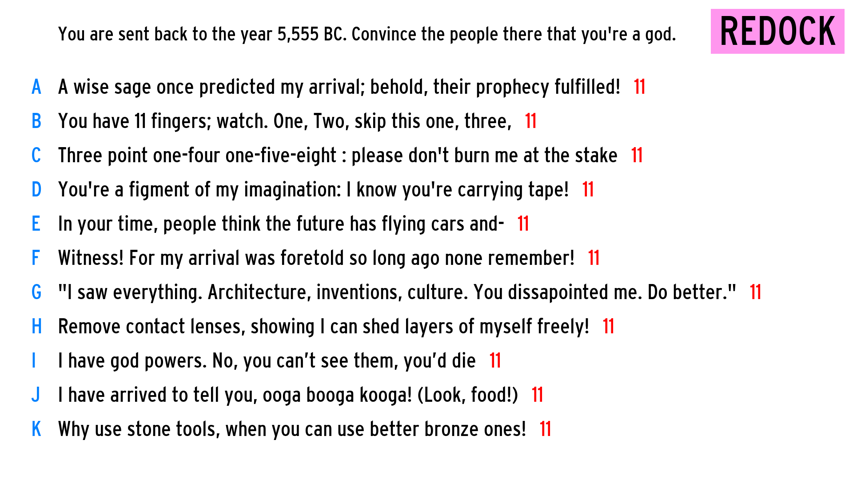 You are sent back to the year 5,555 BC. Convince the people there that you're a god.
REDOCK
A A wise sage once predicted my arrival; behold, their prophecy fulfilled! 11
B You have 11 fingers; watch. One, Two, skip this one, three, 11
C Three point one-four one-five-eight : please don't burn me at the stake 11
D You're a figment of my imagination: I know you're carrying tape! 11
E In your time, people think the future has flying cars and- 11
F Witness! For my arrival was foretold so long ago none remember! 11
G "I saw everything. Architecture, inventions, culture. You dissapointed me. Do better." 11
H Remove contact lenses, showing I can shed layers of myself freely! 11
I I have god powers. No, you can’t see them, you’d die 11
J I have arrived to tell you, ooga booga kooga! (Look, food!) 11
K Why use stone tools, when you can use better bronze ones! 11